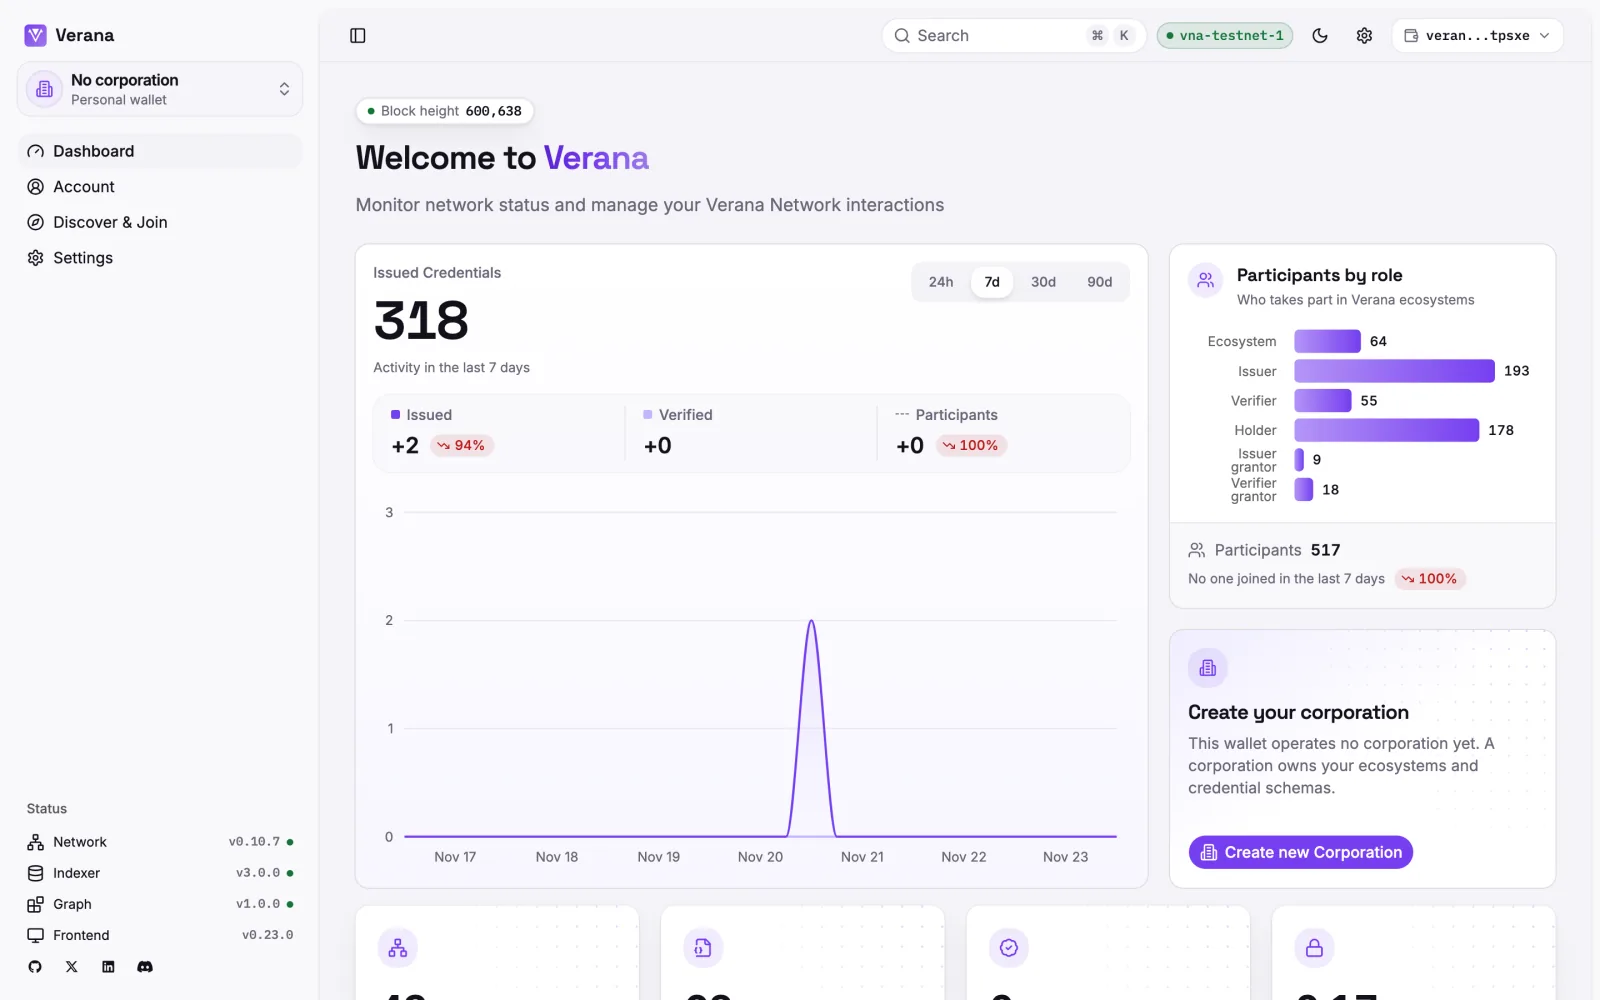 Verana
No corporation
Personal wallet
Dashboard
Account
Discover & Join
Settings
Status
Network v0.10.7
Indexer v3.0.0
Graph v1.0.0
Frontend v0.23.0
Search ⌘ K
vna-testnet-1
veran...tpsxe
Block height 600,638
Welcome to Verana
Monitor network status and manage your Verana Network interactions
Issued Credentials
318
Activity in the last 7 days
24h 7d 30d 90d
Issued
+2 94%
Verified
+0
Participants
+0 100%
3
2
1
0
Nov 17 Nov 18 Nov 19 Nov 20 Nov 21 Nov 22 Nov 23
Participants by role
Who takes part in Verana ecosystems
Ecosystem 64
Issuer 193
Verifier 55
Holder 178
Issuer
grantor 9
Verifier
grantor 18
Participants 517
No one joined in the last 7 days 100%
Create your corporation
This wallet operates no corporation yet. A
corporation owns your ecosystems and
credential schemas.
Create new Corporation